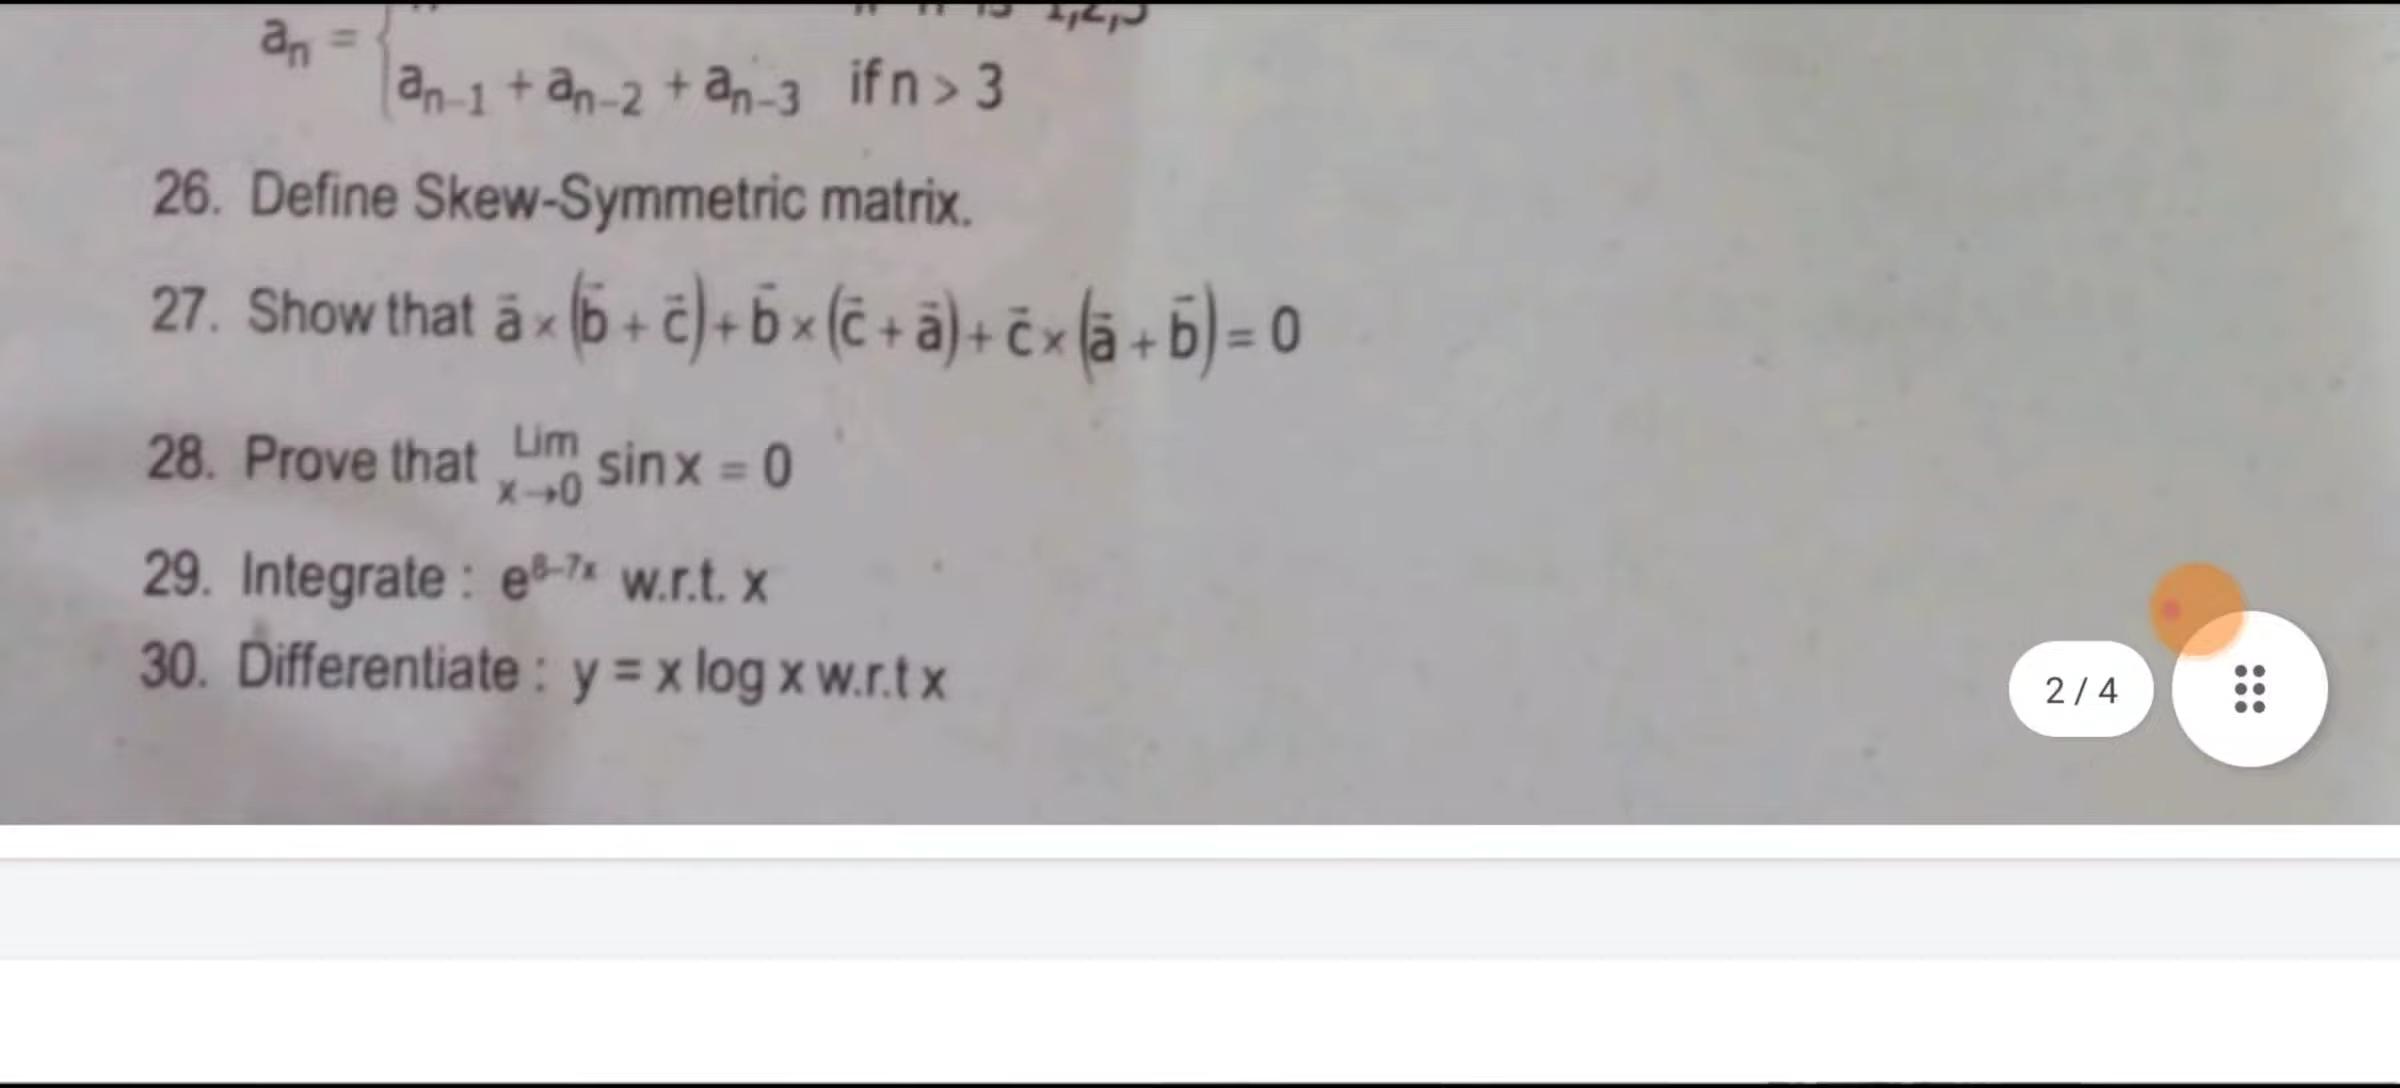 aₙ = {
aₙ₋₁ + aₙ₋₂ + aₙ₋₃ if n > 3
26. Define Skew-Symmetric matrix.
27. Show that ā × (b̄ + c̄) + b̄ × (c̄ + ā) + c̄ × (ā + b̄) = 0
28. Prove that Lim x→0 sin x = 0
29. Integrate : e⁸⁻⁷ˣ w.r.t. x
30. Differentiate : y = x log x w.r.t x
2 / 4